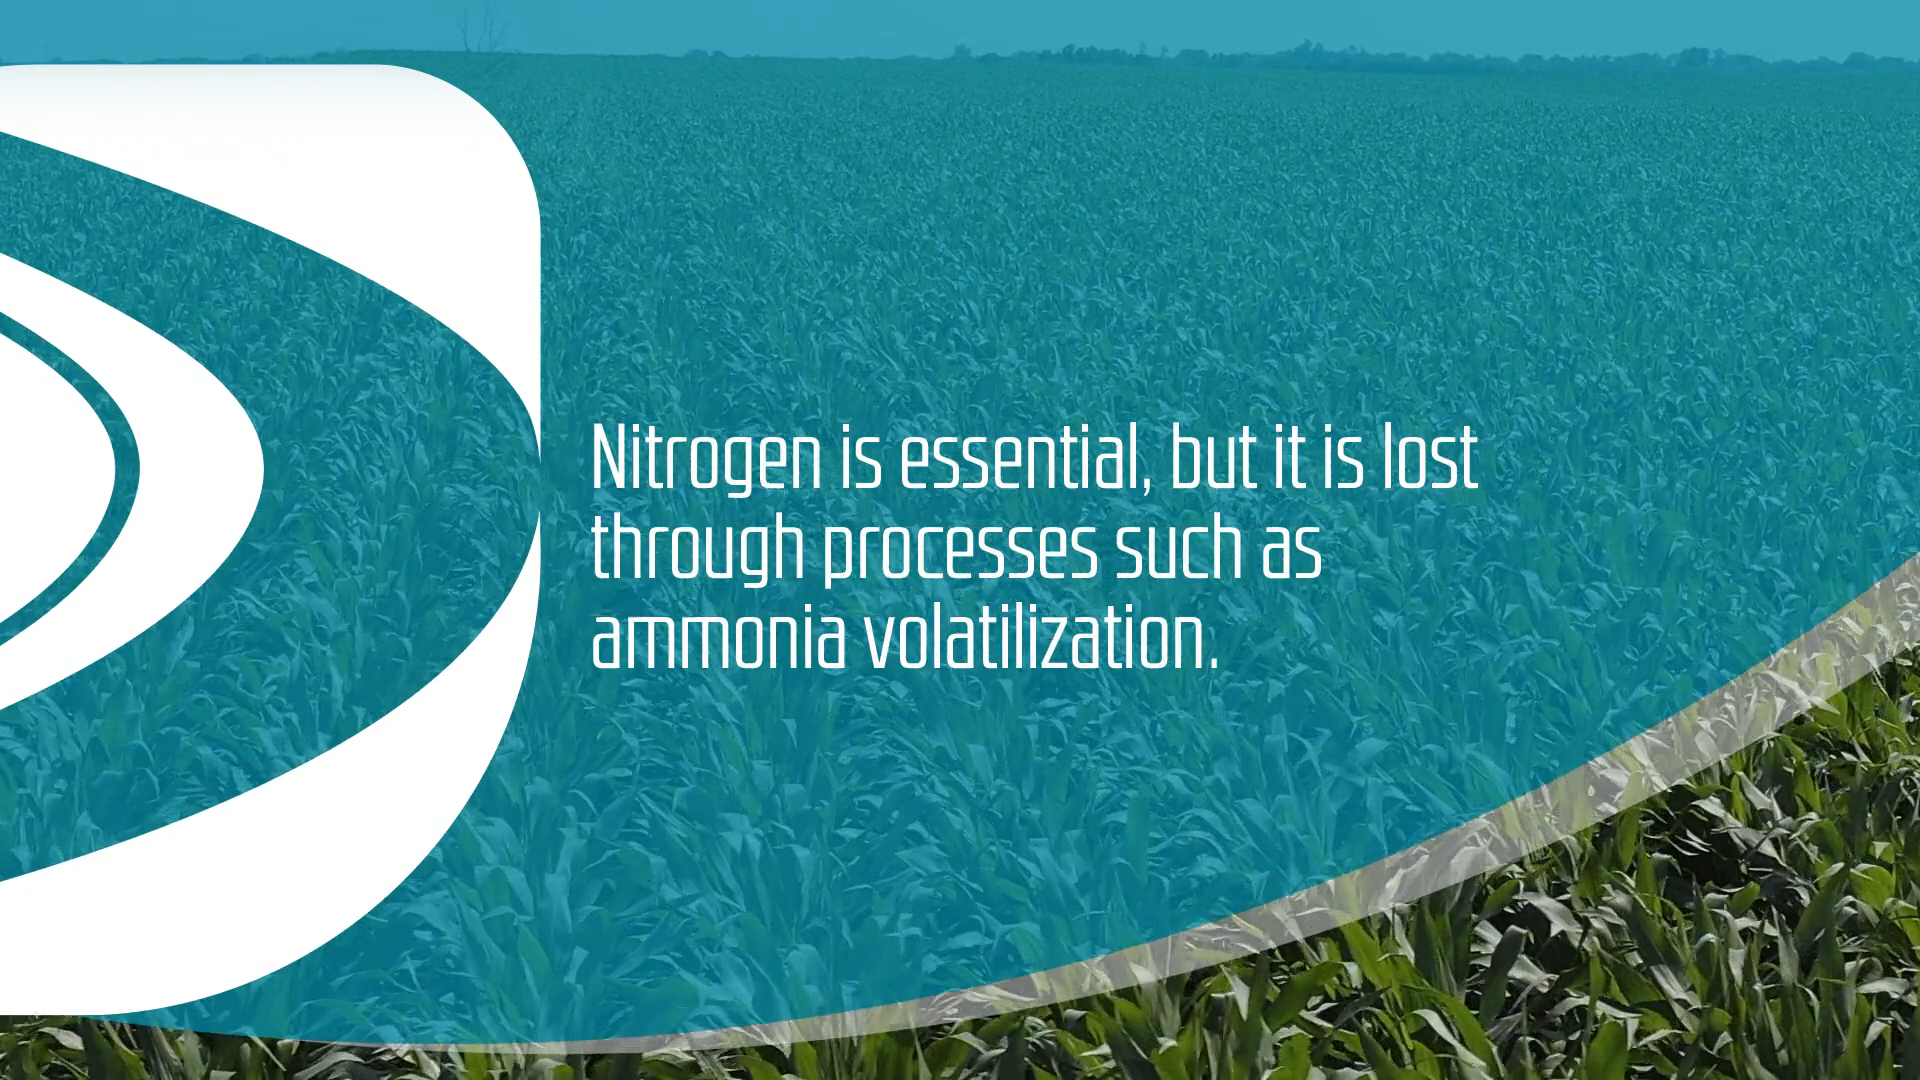 Nitrogen is essential, but it is lost
through processes such as
ammonia volatilization.